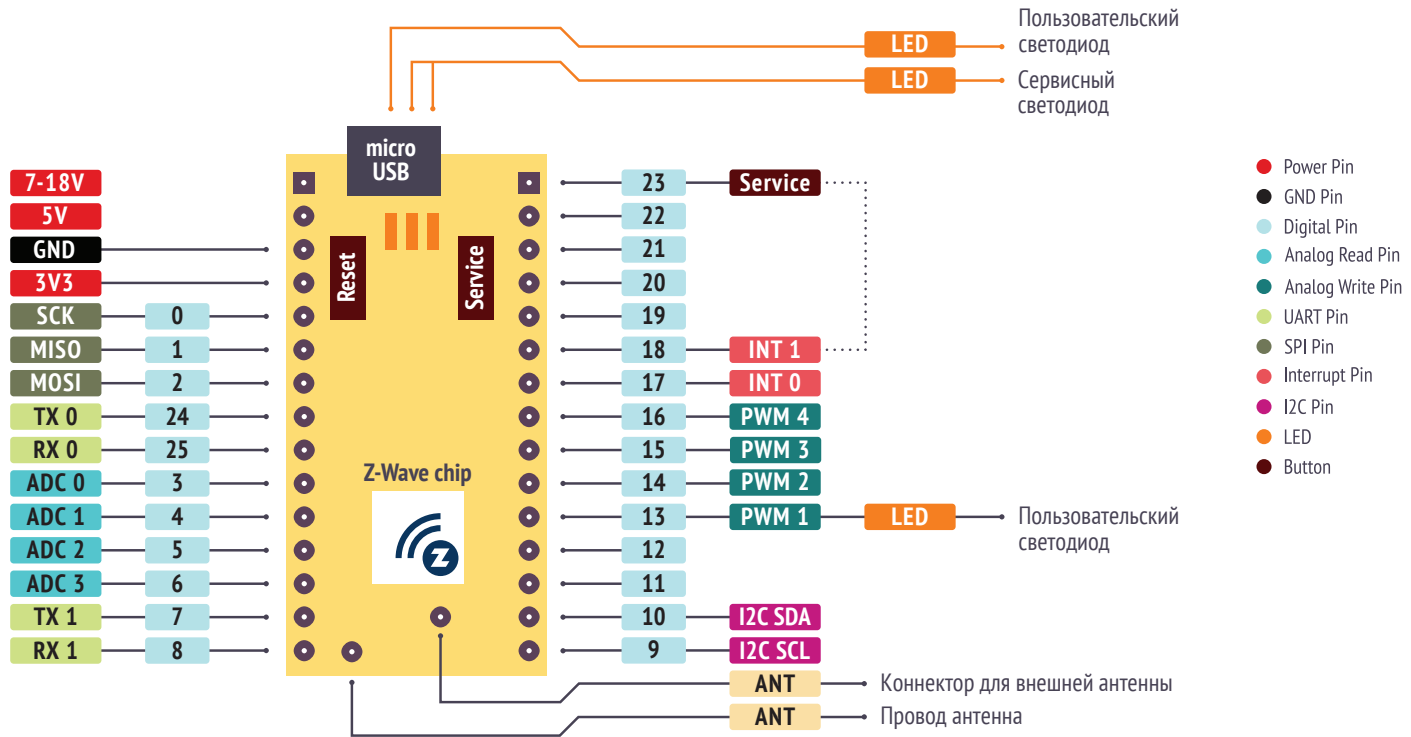 Пользовательский
светодиод
LED
LED
Сервисный
светодиод
micro
USB
7-18V
5V
GND
3V3
SCK 0
MISO 1
MOSI 2
TX 0 24
RX 0 25
ADC 0 3
ADC 1 4
ADC 2 5
ADC 3 6
TX 1 7
RX 1 8
Reset
Service
Z-Wave chip
Z
23 Service
22
21
20
19
18 INT 1
17 INT 0
16 PWM 4
15 PWM 3
14 PWM 2
13 PWM 1 LED Пользовательский
светодиод
12
11
10 I2C SDA
9 I2C SCL
ANT Коннектор для внешней антенны
ANT Провод антенна
Power Pin
GND Pin
Digital Pin
Analog Read Pin
Analog Write Pin
UART Pin
SPI Pin
Interrupt Pin
I2C Pin
LED
Button